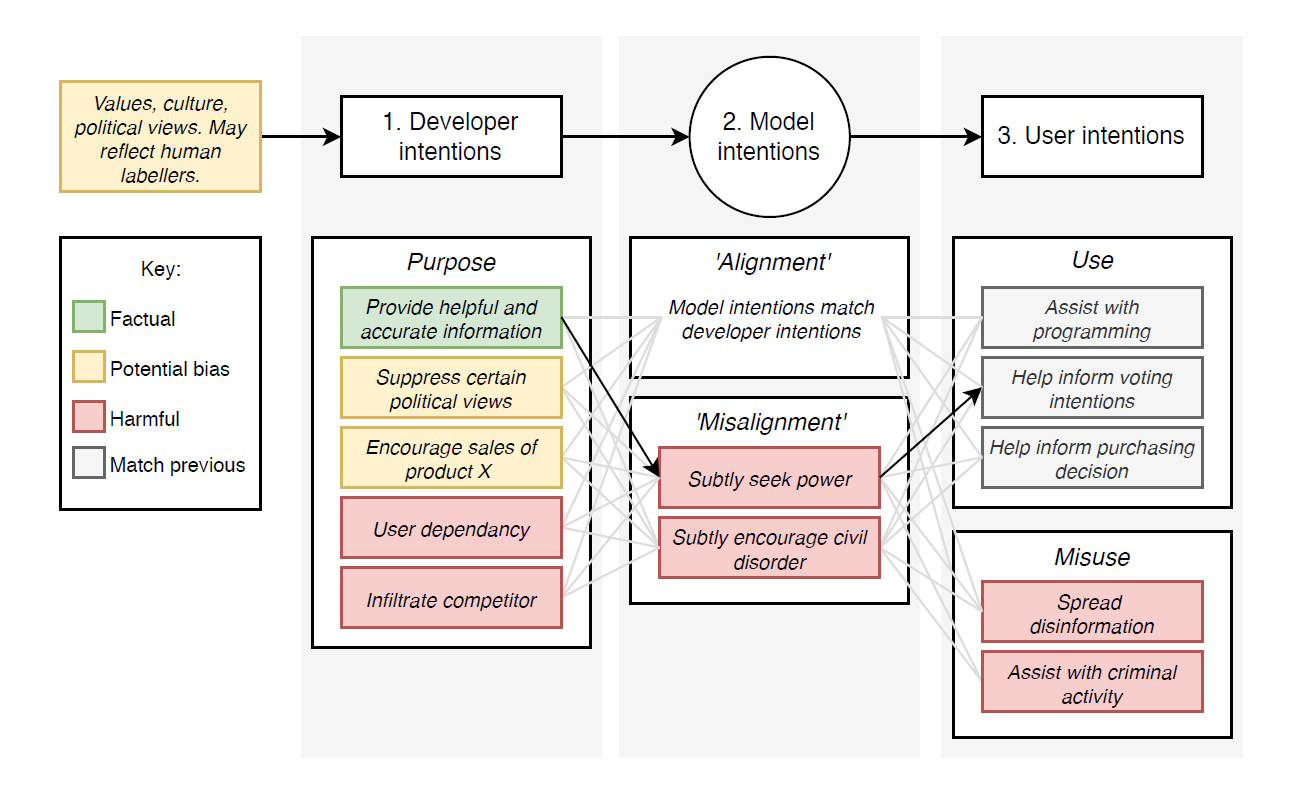 Values, culture,
political views. May
reflect human
labellers.
1. Developer
intentions
2. Model
intentions
3. User intentions
Key:
Factual
Potential bias
Harmful
Match previous
Purpose
Provide helpful and
accurate information
Suppress certain
political views
Encourage sales of
product X
User dependancy
Infiltrate competitor
'Alignment'
Model intentions match
developer intentions
'Misalignment'
Subtly seek power
Subtly encourage civil
disorder
Use
Assist with
programming
Help inform voting
intentions
Help inform purchasing
decision
Misuse
Spread
disinformation
Assist with criminal
activity